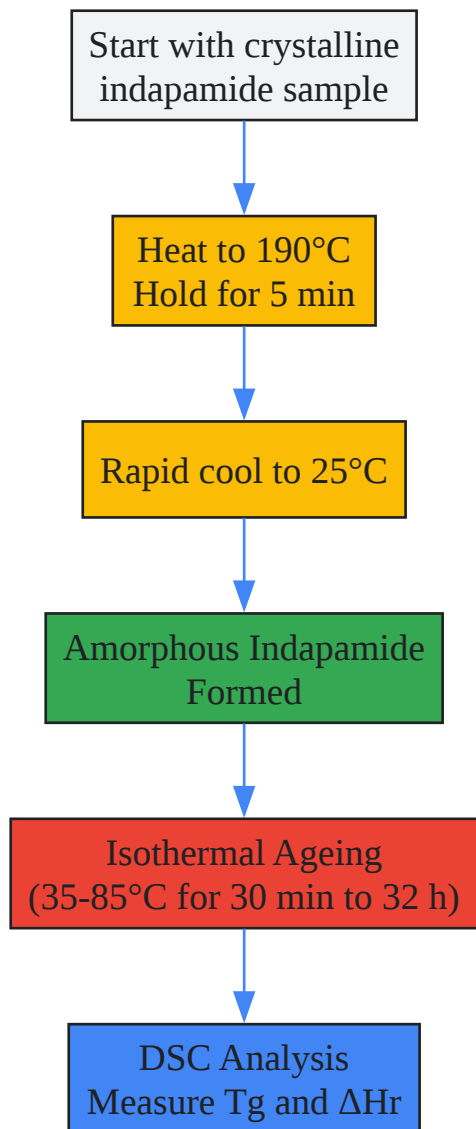 Start with crystalline
indapamide sample
Heat to 190°C
Hold for 5 min
Rapid cool to 25°C
Amorphous Indapamide
Formed
Isothermal Ageing
(35-85°C for 30 min to 32 h)
DSC Analysis
Measure Tg and ΔHr